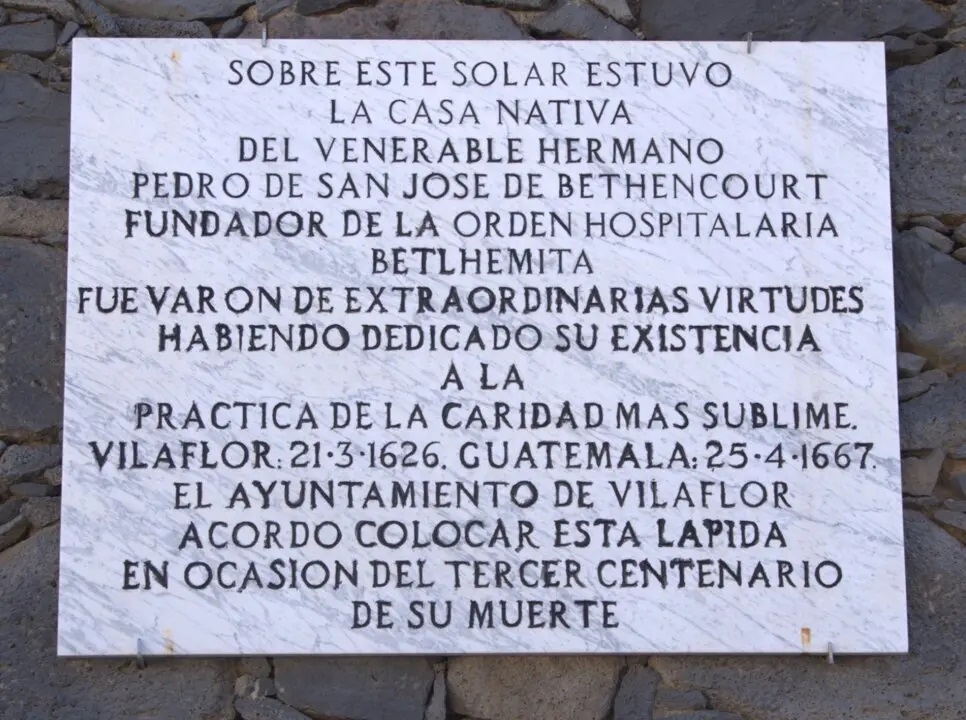 SOBRE ESTE SOLAR ESTUVO
LA CASA NATIVA
DEL VENERABLE HERMANO
PEDRO DE SAN JOSE DE BETHENCOURT
FUNDADOR DE LA ORDEN HOSPITALARIA
BETLHEMITA
FUE VARON DE EXTRAORDINARIAS VIRTUDES
HABIENDO DEDICADO SU EXISTENCIA
A LA
PRACTICA DE LA CARIDAD MAS SUBLIME.
VILAFLOR: 21·3·1626. GUATEMALA: 25·4·1667.
EL AYUNTAMIENTO DE VILAFLOR
ACORDO COLOCAR ESTA LAPIDA
EN OCASION DEL TERCER CENTENARIO
DE SU MUERTE